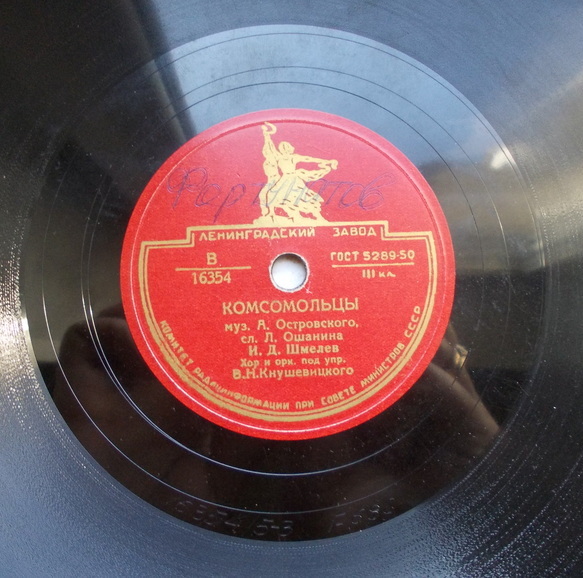 Фортунатов
ЛЕНИНГРАДСКИЙ ЗАВОД
В
16354
ГОСТ 5289-50
III кл.
КОМСОМОЛЬЦЫ
муз. А. Островского,
сл. Л. Ошанина
И. Д. Шмелев
Хор и орк. под упр.
В.Н.Кнушевицкого
КОМИТЕТ РАДИОИНФОРМАЦИИ ПРИ СОВЕТЕ МИНИСТРОВ СССР